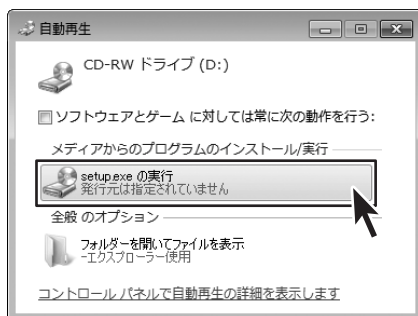 自動再生
CD-RW ドライブ (D:)
ソフトウェアとゲーム に対しては常に次の動作を行う:
メディアからのプログラムのインストール/実行
setup.exe の実行
発行元は指定されていません
全般 のオプション
フォルダーを開いてファイルを表示
-エクスプローラー使用
コントロール パネルで自動再生の詳細を表示します